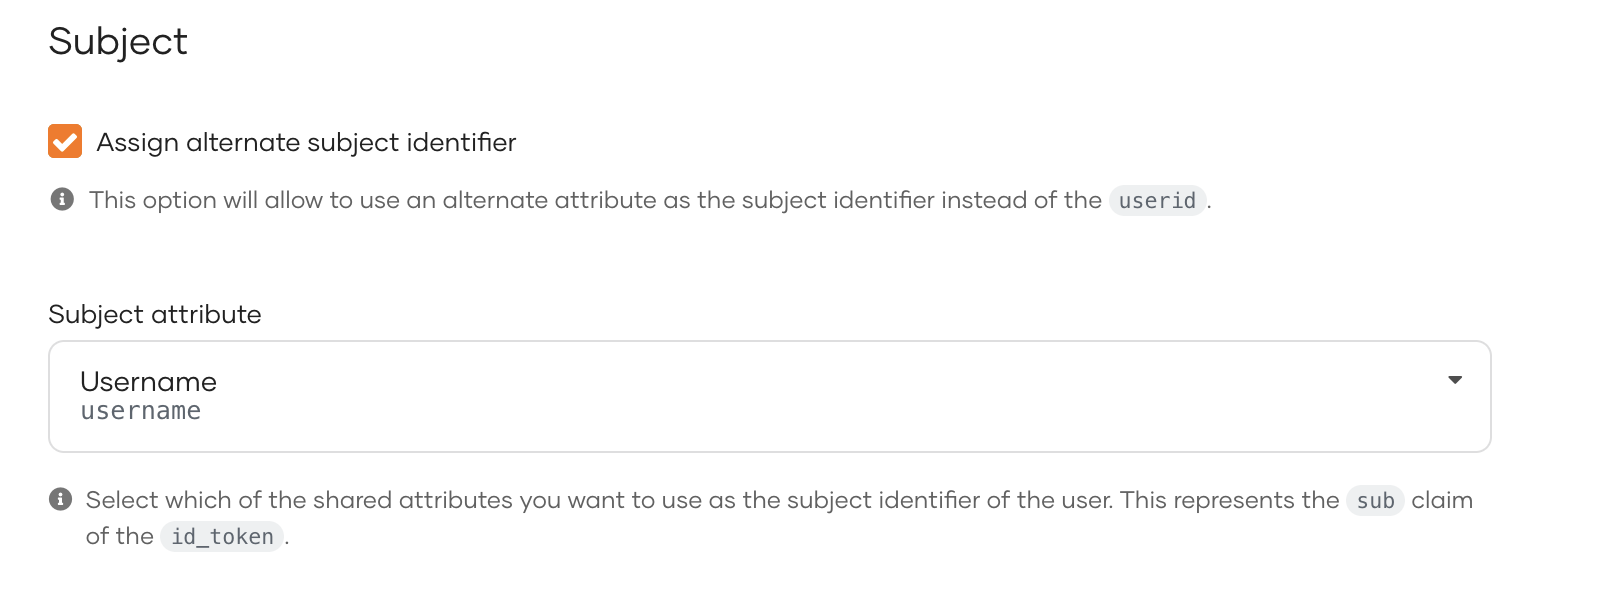 Subject
Assign alternate subject identifier
This option will allow to use an alternate attribute as the subject identifier instead of the userid.
Subject attribute
Username
username
Select which of the shared attributes you want to use as the subject identifier of the user. This represents the sub claim
of the id_token.